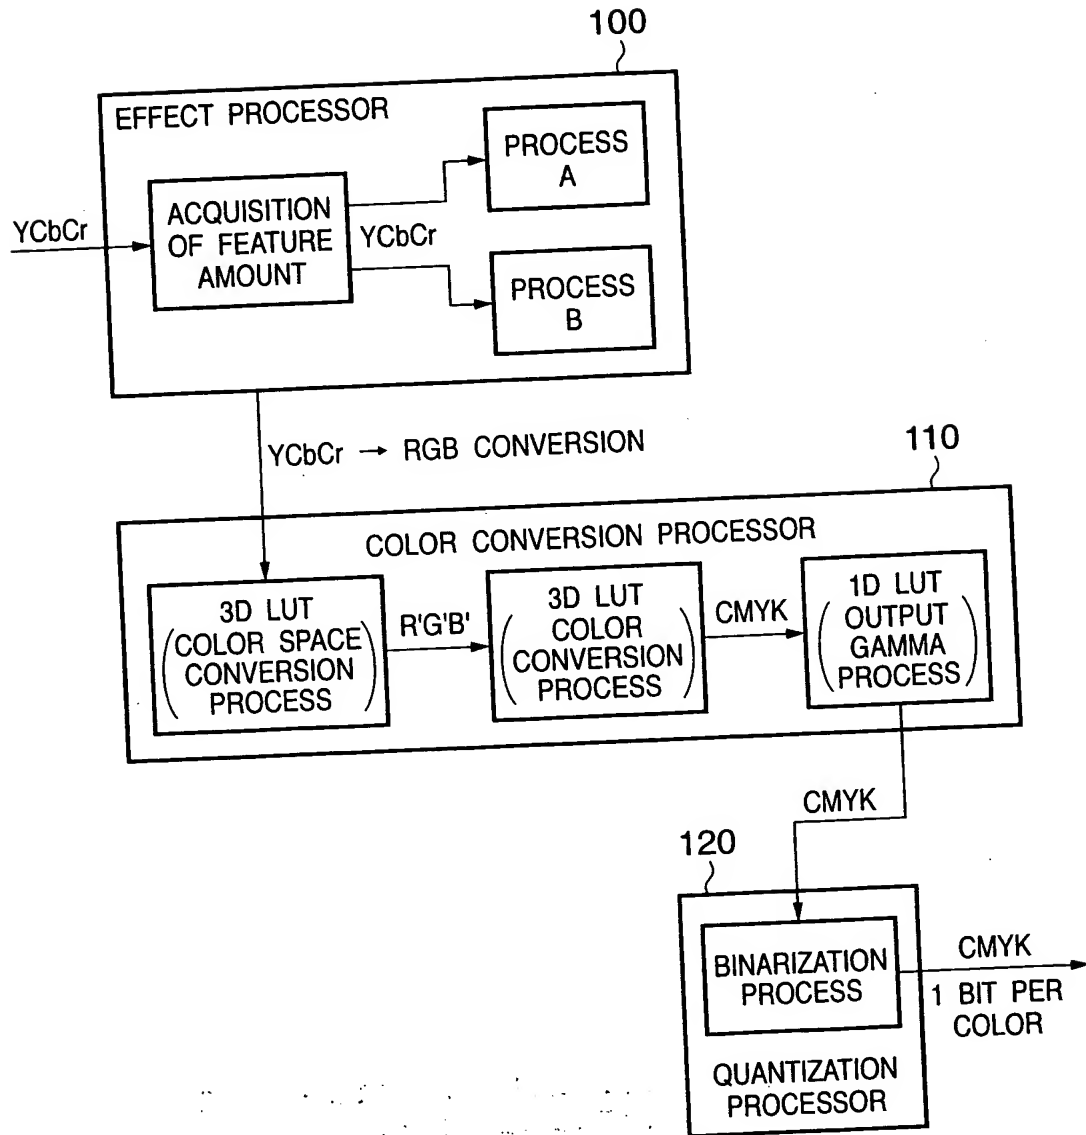 100
EFFECT PROCESSOR
PROCESS
A
YCbCr
ACQUISITION
OF FEATURE
AMOUNT
YCbCr
PROCESS
B
YCbCr → RGB CONVERSION
110
COLOR CONVERSION PROCESSOR
3D LUT
(COLOR SPACE
CONVERSION
PROCESS)
R'G'B'
3D LUT
(COLOR
CONVERSION
PROCESS)
CMYK
1D LUT
(OUTPUT
GAMMA
PROCESS)
CMYK
120
BINARIZATION
PROCESS
CMYK
1 BIT PER
COLOR
QUANTIZATION
PROCESSOR